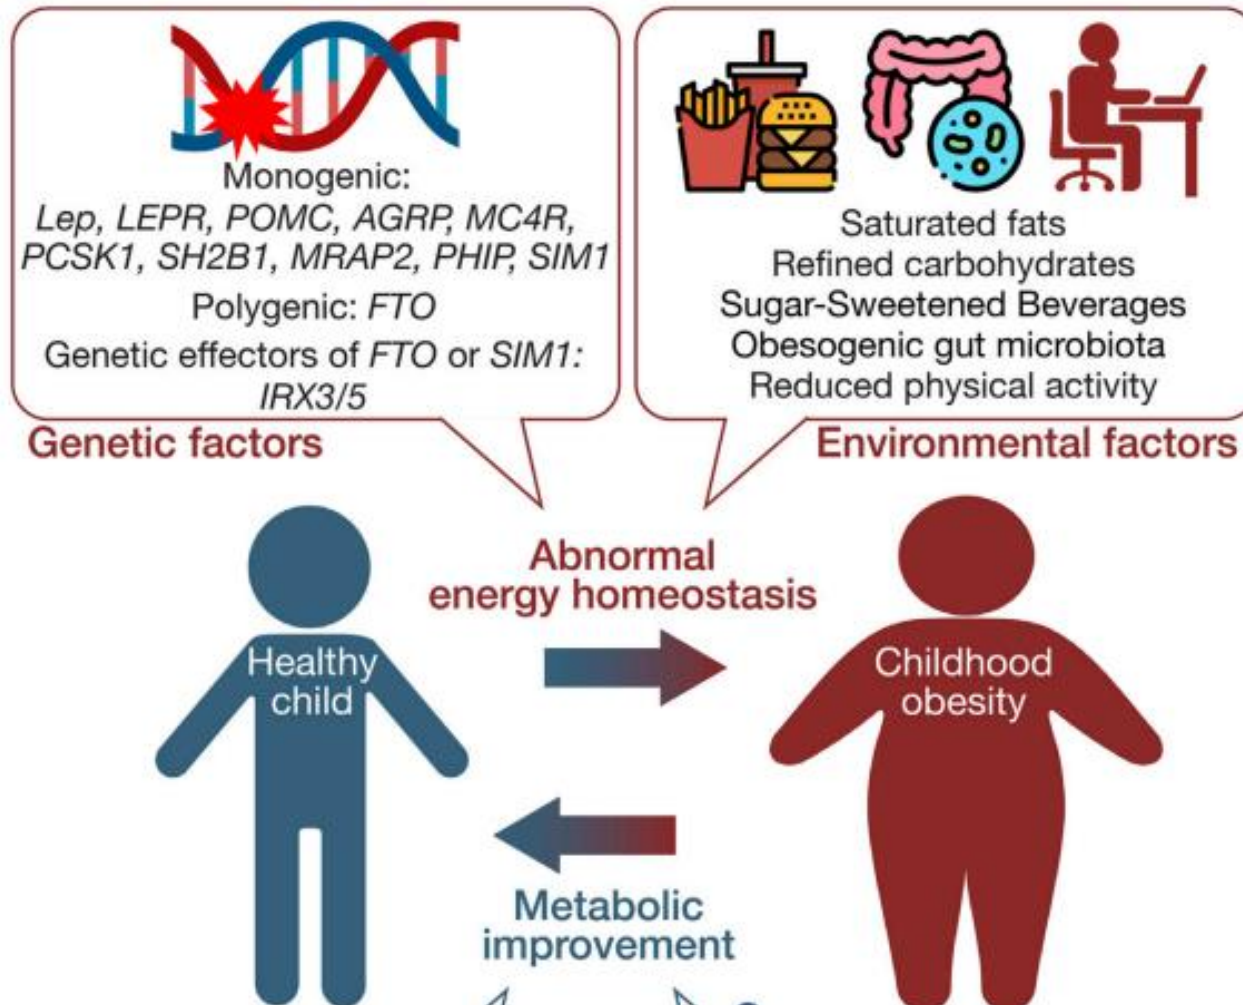 Monogenic:
Lep, LEPR, POMC, AGRP, MC4R,
PCSK1, SH2B1, MRAP2, PHIP, SIM1
Polygenic: FTO
Genetic effectors of FTO or SIM1:
IRX3/5
Genetic factors
Saturated fats
Refined carbohydrates
Sugar-Sweetened Beverages
Obesogenic gut microbiota
Reduced physical activity
Environmental factors
Abnormal
energy homeostasis
Healthy
child
Childhood
obesity
Metabolic
improvement